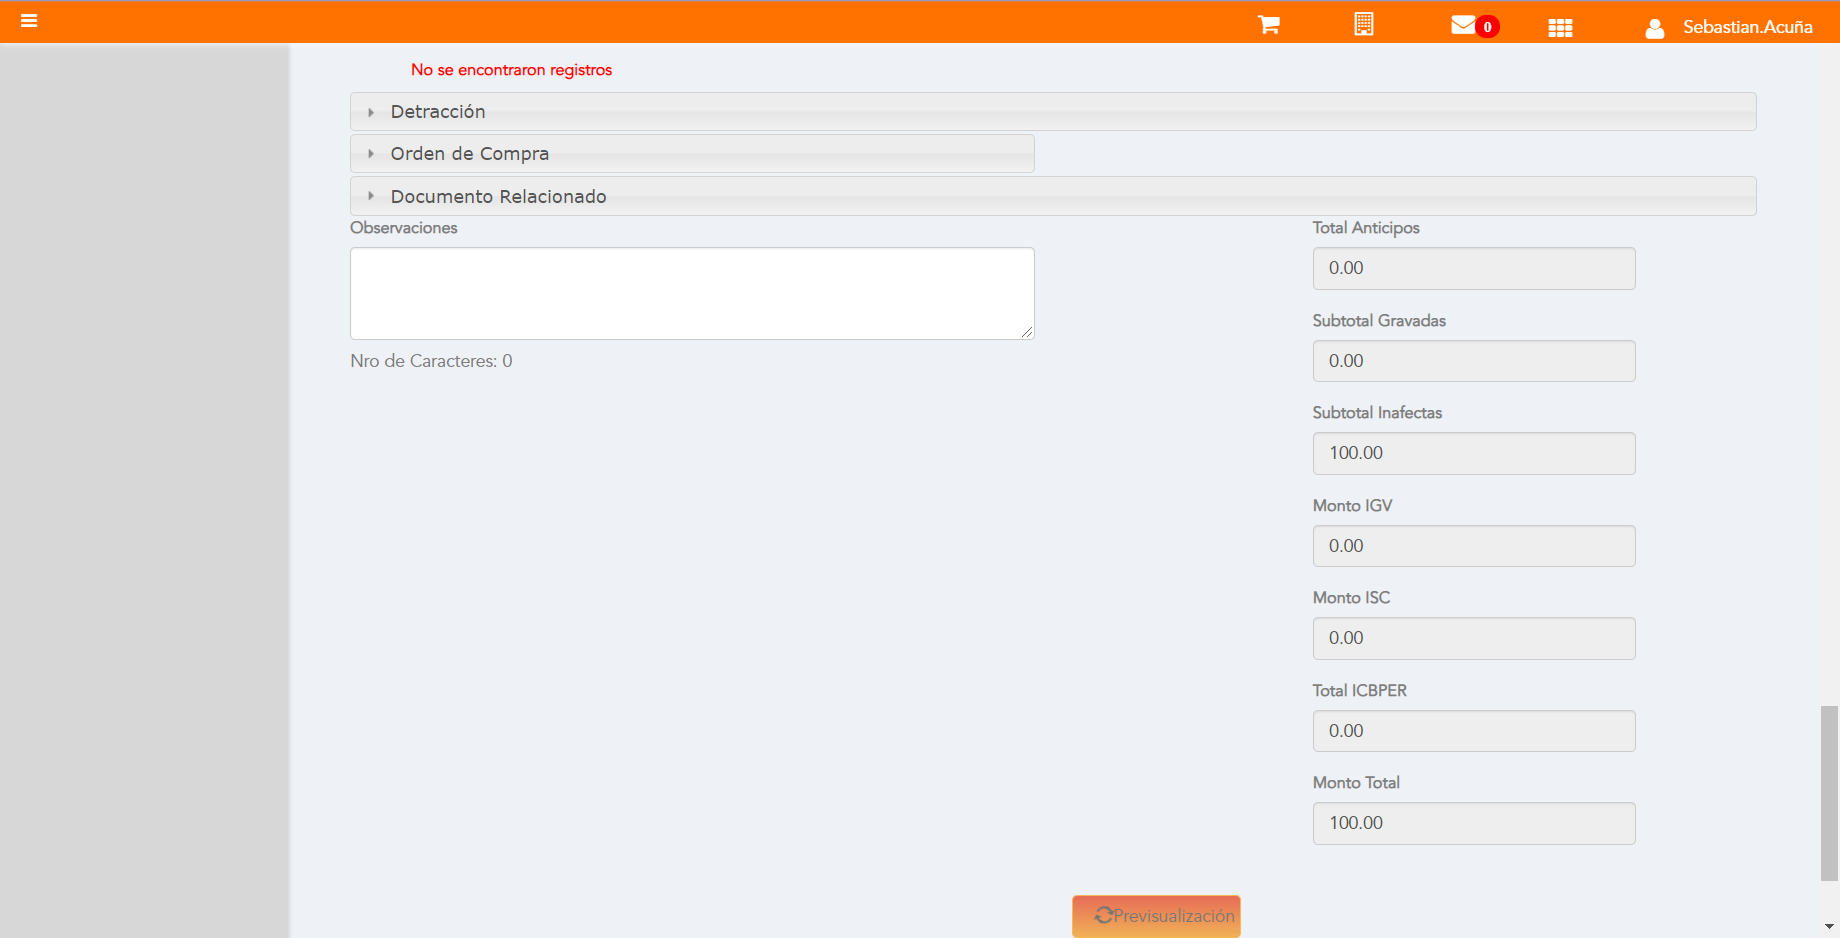 0
Sebastian.Acuña
No se encontraron registros
Detracción
Orden de Compra
Documento Relacionado
Observaciones
Nro de Caracteres: 0
Total Anticipos
0.00
Subtotal Gravadas
0.00
Subtotal Inafectas
100.00
Monto IGV
0.00
Monto ISC
0.00
Total ICBPER
0.00
Monto Total
100.00
Previsualización